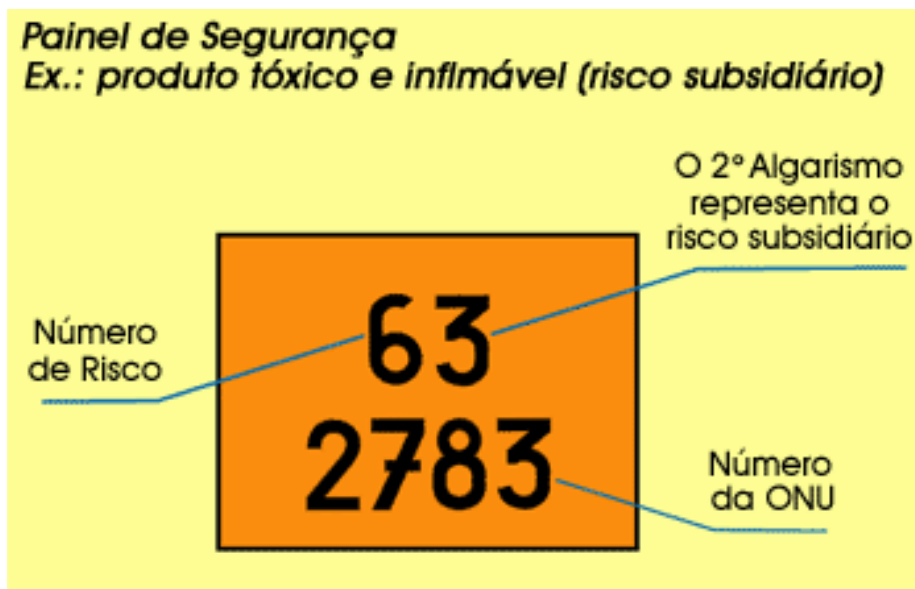 Painel de Segurança
Ex.: produto tóxico e inflmável (risco subsidiário)
O 2° Algarismo
representa o
risco subsidiário
Número
de Risco
63
2783
Número
da ONU